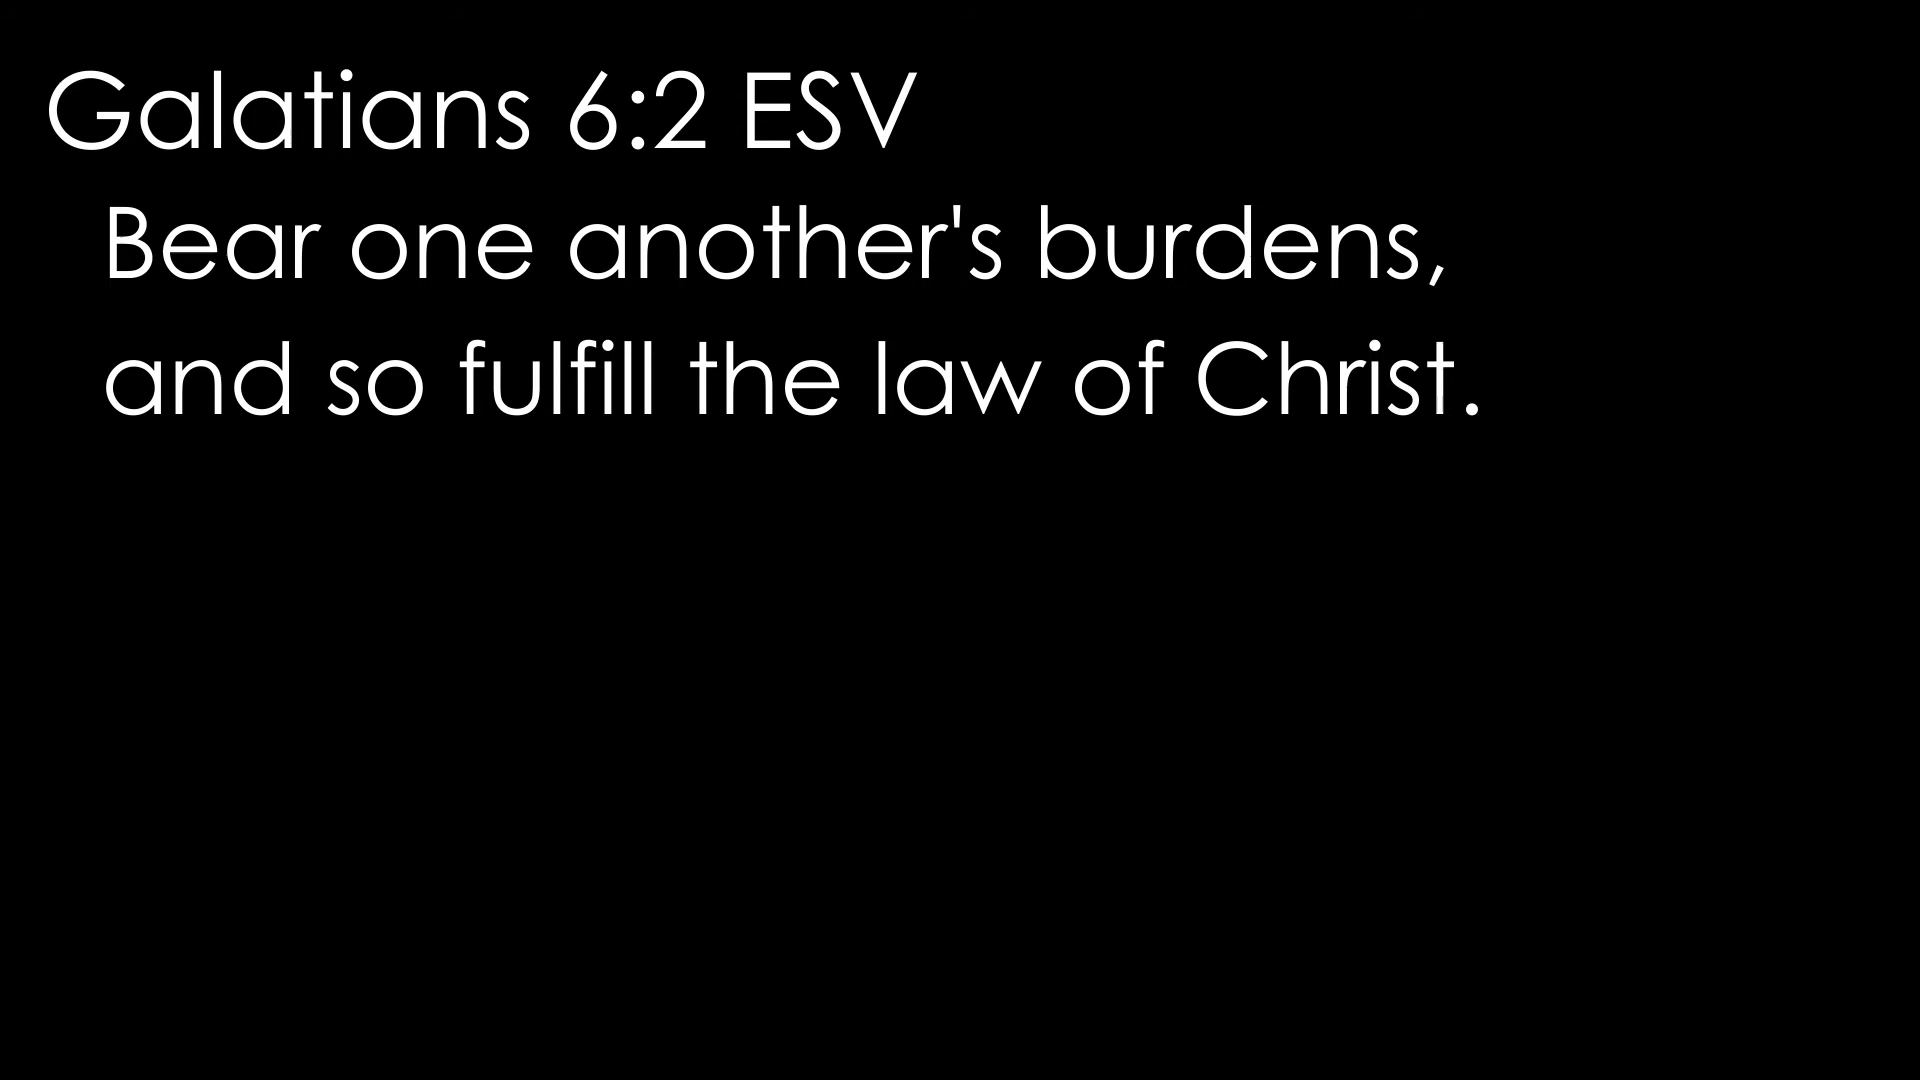 Galatians 6:2 ESV
Bear one another's burdens,
and so fulfill the law of Christ.